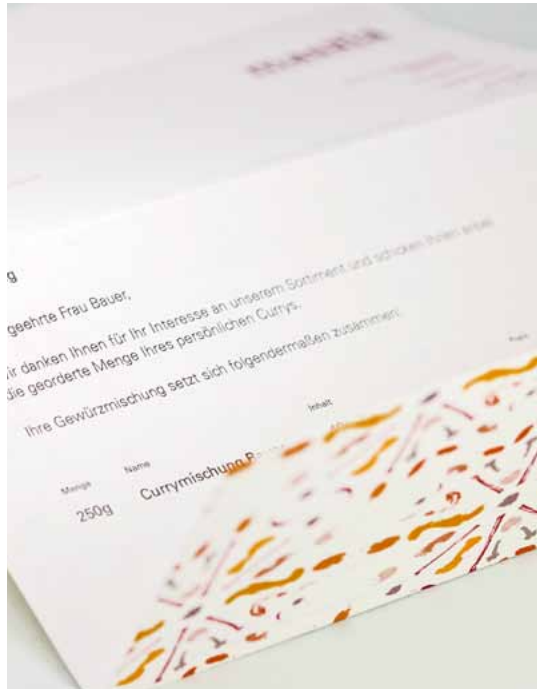 g
geehrte Frau Bauer,
ir danken Ihnen für Ihr Interesse an unserem Sortiment und schicken Ihnen anbei
die georderte Menge Ihres persönlichen Currys.
Ihre Gewürzmischung setzt sich folgendermaßen zusammen:
Menge Name Inhalt Preis
250g Currymischung